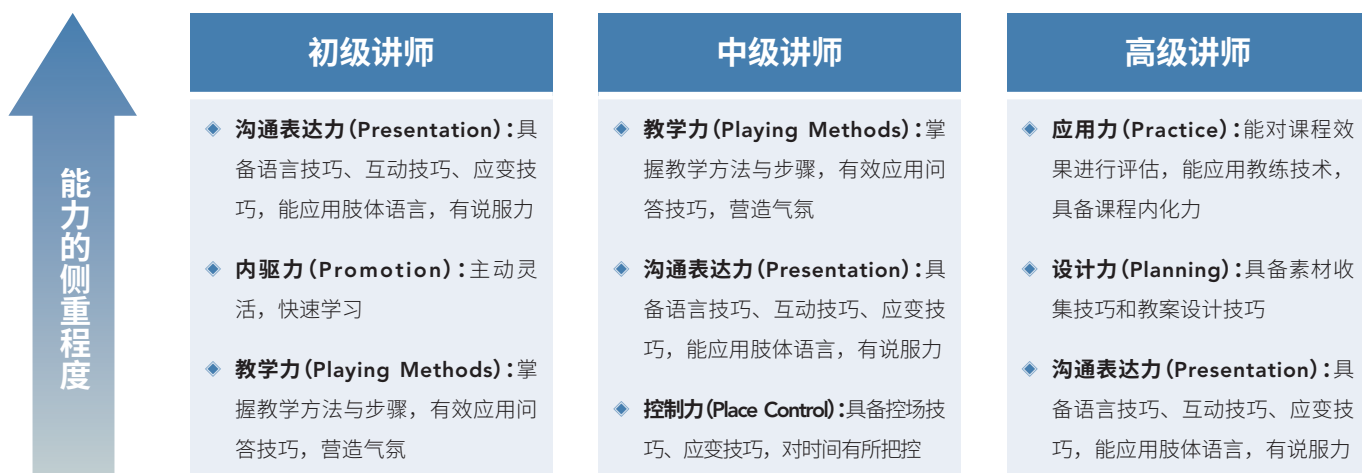 能力的侧重程度
初级讲师
沟通表达力(Presentation)：具
备语言技巧、互动技巧、应变技
巧，能应用肢体语言，有说服力
内驱力(Promotion)：主动灵
活，快速学习
教学力(Playing Methods)：掌
握教学方法与步骤，有效应用问
答技巧，营造气氛
中级讲师
教学力(Playing Methods)：掌
握教学方法与步骤，有效应用问
答技巧，营造气氛
沟通表达力(Presentation)：具
备语言技巧、互动技巧、应变技
巧，能应用肢体语言，有说服力
控制力(Place Control)：具备控场技
巧、应变技巧，对时间有所把控
高级讲师
应用力(Practice)：能对课程效
果进行评估，能应用教练技术，
具备课程内化力
设计力(Planning)：具备素材收
集技巧和教案设计技巧
沟通表达力(Presentation)：具
备语言技巧、互动技巧、应变技
巧，能应用肢体语言，有说服力